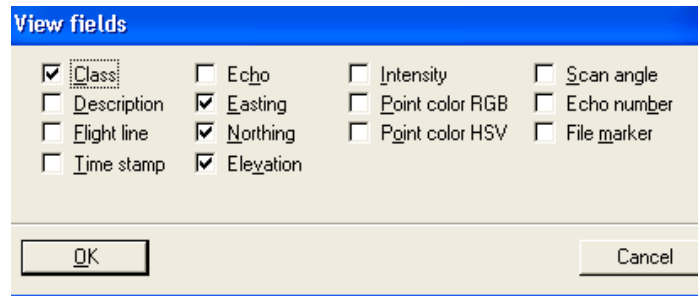 View fields
Class Echo Intensity Scan angle
Description Easting Point color RGB Echo number
Flight line Northing Point color HSV File marker
Time stamp Elevation
OK Cancel